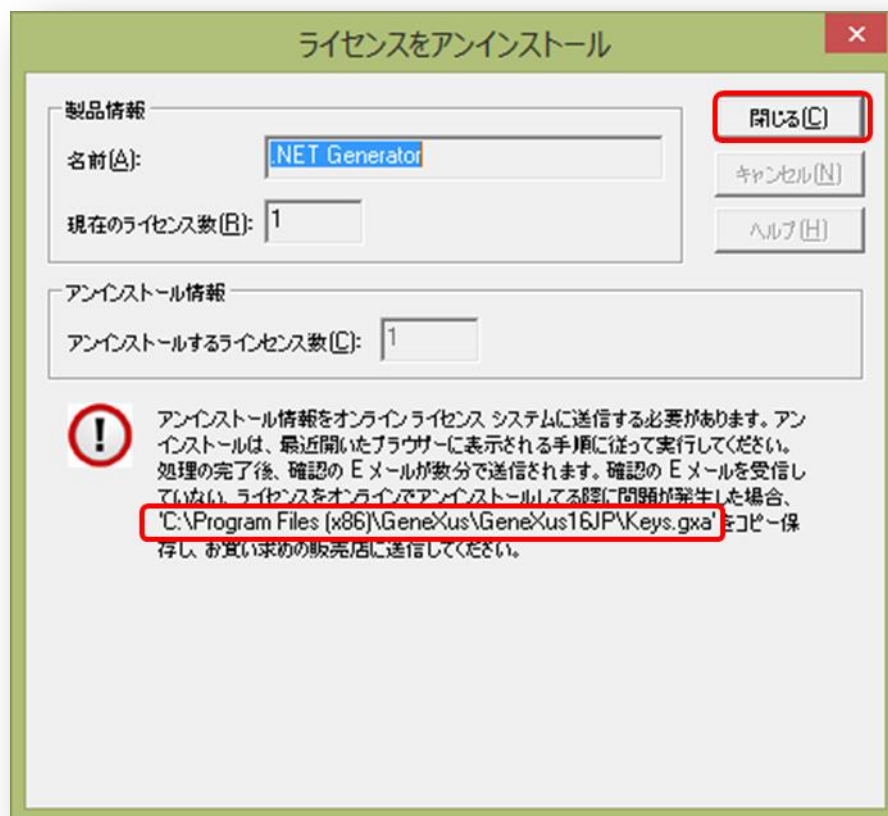 ライセンスをアンインストール
製品情報
名前(A):
.NET Generator
現在のライセンス数(R):
1
閉じる(C)
キャンセル(N)
ヘルプ(H)
アンインストール情報
アンインストールするラインセンス数(C):
1
アンインストール情報をオンラインライセンス システムに送信する必要があります。アン
インストールは、最近開いたブラウザーに表示される手順に従って実行してください。
処理の完了後、確認の E メールが数分で送信されます。確認の E メールを受信し
ていない、ライセンスをオンラインでアンインストールしてる際に問題が発生した場合、
'C:\Program Files (x86)\GeneXus\GeneXus16JP\Keys.gxa' をコピー保
存し、お買い求めの販売店に送信してください。